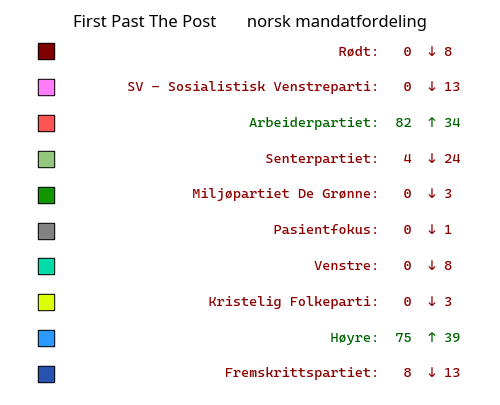 First Past The Post norsk mandatfordeling
Rødt: 0 ↓ 8
SV – Sosialistisk Venstreparti: 0 ↓ 13
Arbeiderpartiet: 82 ↑ 34
Senterpartiet: 4 ↓ 24
Miljøpartiet De Grønne: 0 ↓ 3
Pasientfokus: 0 ↓ 1
Venstre: 0 ↓ 8
Kristelig Folkeparti: 0 ↓ 3
Høyre: 75 ↑ 39
Fremskrittspartiet: 8 ↓ 13